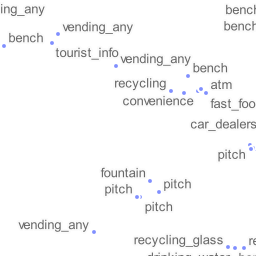 ing_any
bench
vending_any
bench
bench
tourist_info
vending_any
bench
recycling
atm
convenience
fast_foo
car_dealers
pitch
fountain
pitch
pitch
pitch
vending_any
recycling_glass
re
drinking_water